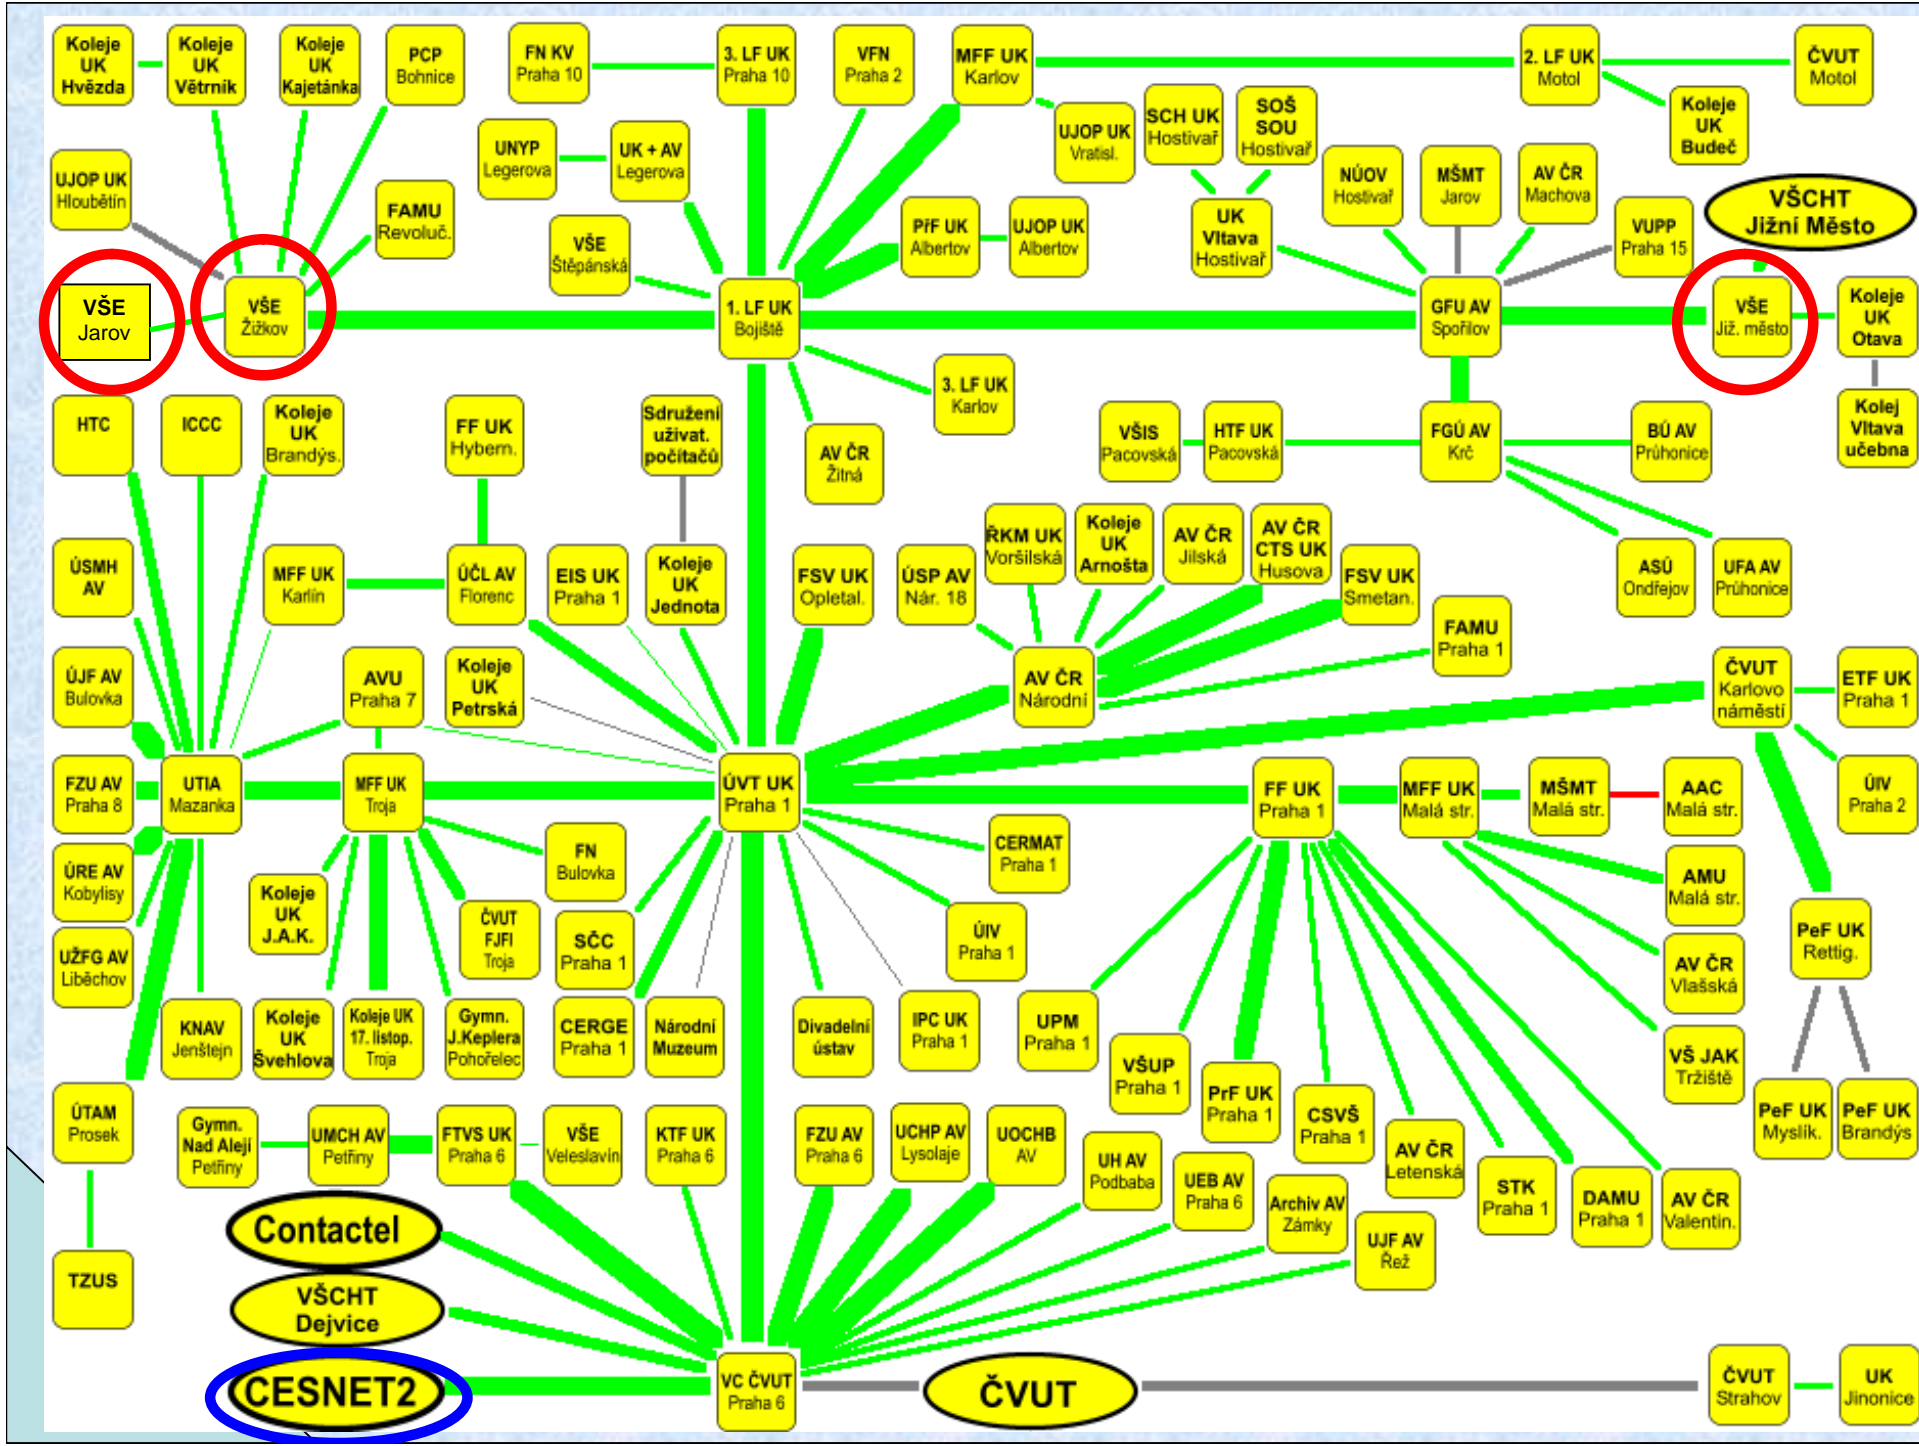 Koleje
UK
Hvězda
Koleje
UK
Větrník
Koleje
UK
Kajetánka
PCP
Bohnice
FN KV
Praha 10
3. LF UK
Praha 10
VFN
Praha 2
MFF UK
Karlov
2. LF UK
Motol
ČVUT
Motol
UJOP UK
Hloubětín
FAMU
Revoluč.
UNYP
Legerova
UK + AV
Legerova
UJOP UK
Vratisl.
SCH UK
Hostivař
SOŠ
SOU
Hostivař
Koleje
UK
Budeč
VŠE
Štěpánská
PřF UK
Albertov
UJOP UK
Albertov
UK
Vltava
Hostivař
NÚOV
Hostivař
MŠMT
Jarov
AV ČR
Machova
VUPP
Praha 15
VŠCHT
Jižní Město
VŠE
Jarov
VŠE
Žižkov
1. LF UK
Bojiště
GFU AV
Spořilov
VŠE
Již. město
Koleje
UK
Otava
3. LF UK
Karlov
HTC
ICCC
Koleje
UK
Brandýs.
FF UK
Hybern.
Sdružení
uživat.
počítačů
AV ČR
Žitná
VŠIS
Pacovská
HTF UK
Pacovská
FGÚ AV
Krč
BÚ AV
Průhonice
Kolej
Vltava
učebna
ÚSMH
AV
MFF UK
Karlín
ÚČL AV
Florenc
EIS UK
Praha 1
Koleje
UK
Jednota
FSV UK
Opletal.
ÚSP AV
Nár. 18
ŘKM UK
Voršilská
Koleje
UK
Arnošta
AV ČR
Jilská
AV ČR
CTS UK
Husova
FSV UK
Smetan.
ASÚ
Ondřejov
UFA AV
Průhonice
ÚJF AV
Bulovka
AVU
Praha 7
Koleje
UK
Petrská
AV ČR
Národní
FAMU
Praha 1
ČVUT
Karlovo
náměstí
ETF UK
Praha 1
FZU AV
Praha 8
UTIA
Mazanka
MFF UK
Troja
ÚVT UK
Praha 1
FF UK
Praha 1
MFF UK
Malá str.
MŠMT
Malá str.
AAC
Malá str.
ÚIV
Praha 2
ÚRE AV
Kobylisy
Koleje
UK
J.A.K.
FN
Bulovka
CERMAT
Praha 1
AMU
Malá str.
UŽFG AV
Liběchov
ČVUT
FJFI
Troja
SČC
Praha 1
ÚIV
Praha 1
AV ČR
Vlašská
PeF UK
Rettig.
KNAV
Jenštejn
Koleje
UK
Švehlova
Koleje UK
17. listop.
Troja
Gymn.
J.Keplera
Pohořelec
CERGE
Praha 1
Národní
Muzeum
Divadelní
ústav
IPC UK
Praha 1
UPM
Praha 1
VŠUP
Praha 1
PrF UK
Praha 1
CSVŠ
Praha 1
VŠ JAK
Tržiště
ÚTAM
Prosek
Gymn.
Nad Alejí
Petřiny
UMCH AV
Petřiny
FTVS UK
Praha 6
VŠE
Veleslavín
KTF UK
Praha 6
FZU AV
Praha 6
UCHP AV
Lysolaje
UOCHB
AV
UH AV
Podbaba
UEB AV
Praha 6
Archiv AV
Zámky
UJF AV
Řež
AV ČR
Letenská
STK
Praha 1
DAMU
Praha 1
AV ČR
Valentin.
PeF UK
Myslík.
PeF UK
Brandýs
TZUS
Contactel
VŠCHT
Dejvice
CESNET2
VC ČVUT
Praha 6
ČVUT
ČVUT
Strahov
UK
Jinonice